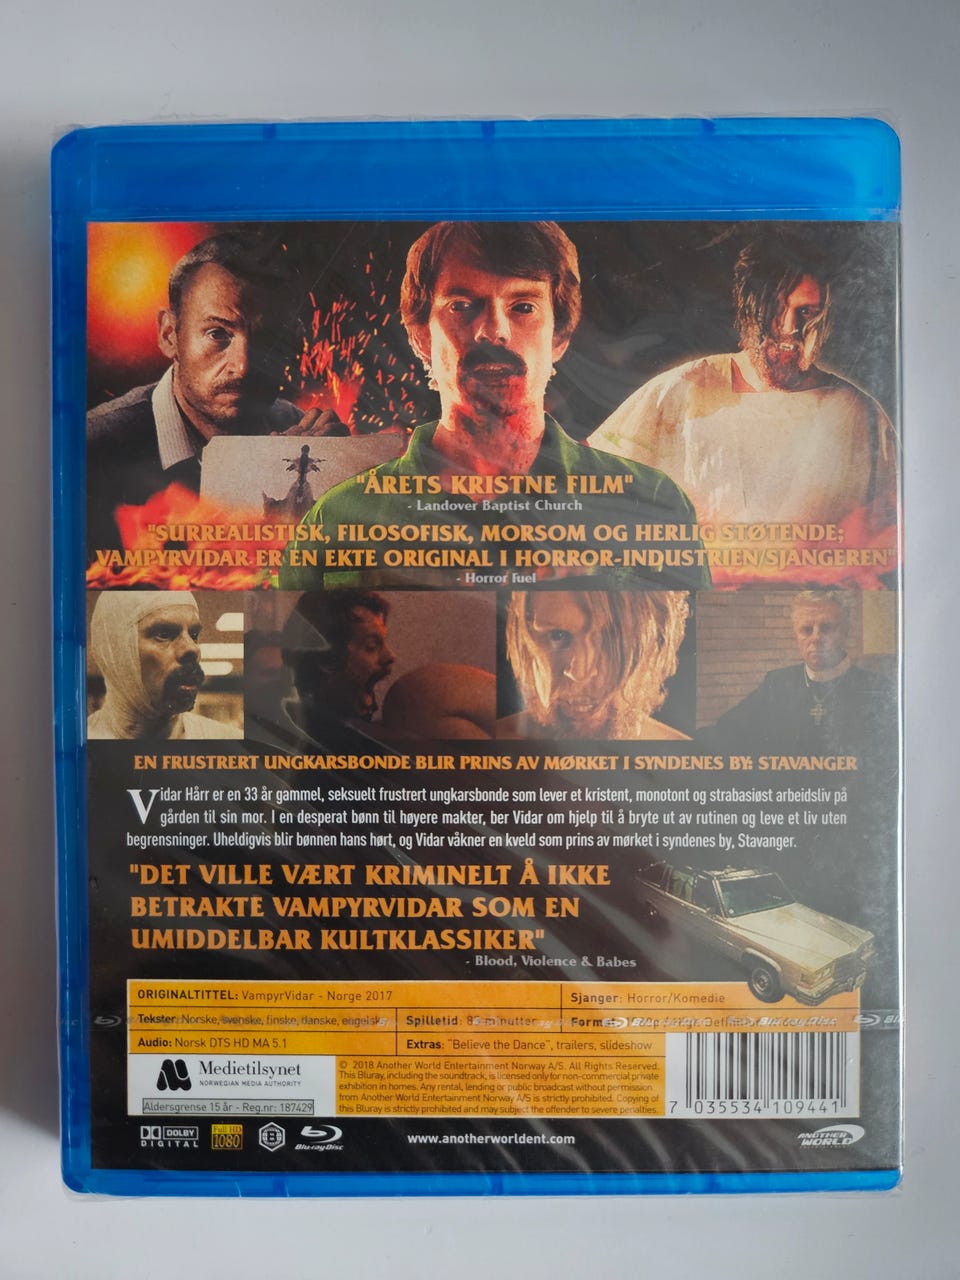 "ÅRETS KRISTNE FILM"
- Landover Baptist Church
"SURREALISTISK, FILOSOFISK, MORSOM OG HERLIG STØTENDE;
VAMPYRVIDAR ER EN EKTE ORIGINAL I HORROR-INDUSTRIEN/SJANGEREN"
- Horror Fuel
EN FRUSTRERT UNGKARSBONDE BLIR PRINS AV MØRKET I SYNDENES BY: STAVANGER
Vidar Hårr er en 33 år gammel, seksuelt frustrert ungkarsbonde som lever et kristent, monotont og strabasiøst arbeidsliv på
gården til sin mor. I en desperat bønn til høyere makter, ber Vidar om hjelp til å bryte ut av rutinen og leve et liv uten
begrensninger. Uheldigvis blir bønnen hans hørt, og Vidar våkner en kveld som prins av mørket i syndenes by, Stavanger.
"DET VILLE VÆRT KRIMINELT Å IKKE
BETRAKTE VAMPYRVIDAR SOM EN
UMIDDELBAR KULTKLASSIKER"
- Blood, Violence & Babes
ORIGINALTITTEL: VampyrVidar - Norge 2017
Sjanger: Horror/Komedie
Tekster: Norske, svenske, finske, danske, engelske
Spilletid: minutter
Format:
Audio: Norsk DTS HD MA 5.1
Extras: "Believe the Dance", trailers, slideshow
Medietilsynet
NORWEGIAN MEDIA AUTHORITY
Aldersgrense 15 år - Reg.nr: 187429
© 2018 Another World Entertainment Norway A/S. All Rights Reserved.
This Bluray, including the soundtrack, is licensed only for non-commercial private
exhibition in homes. Any rental, lending or public broadcast without permission
from Another World Entertainment Norway A/S is strictly prohibited. Copying of
this Bluray is strictly prohibited and may subject the offender to severe penalties.
7 035534 109441
DOLBY
DIGITAL
Full HD
1080
B
Blu-ray Disc
www.anotherworldent.com
ANOTHER
WORLD